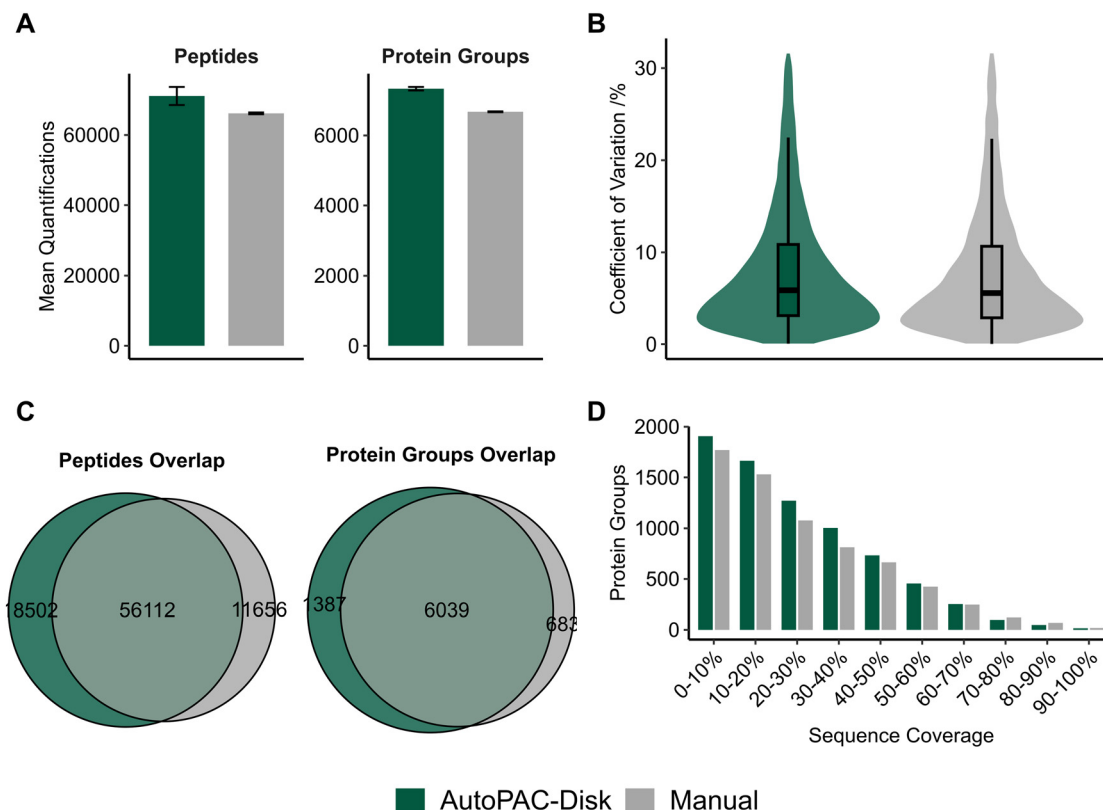 A
Peptides
Protein Groups
Mean Quantifications
60000
40000
20000
0
6000
4000
2000
0
B
Coefficient of Variation /%
30
20
10
0
C
Peptides Overlap
18502
56112
11656
Protein Groups Overlap
1387
6039
683
D
Protein Groups
2000
1500
1000
500
0
0-10%
10-20%
20-30%
30-40%
40-50%
50-60%
60-70%
70-80%
80-90%
90-100%
Sequence Coverage
AutoPAC-Disk
Manual